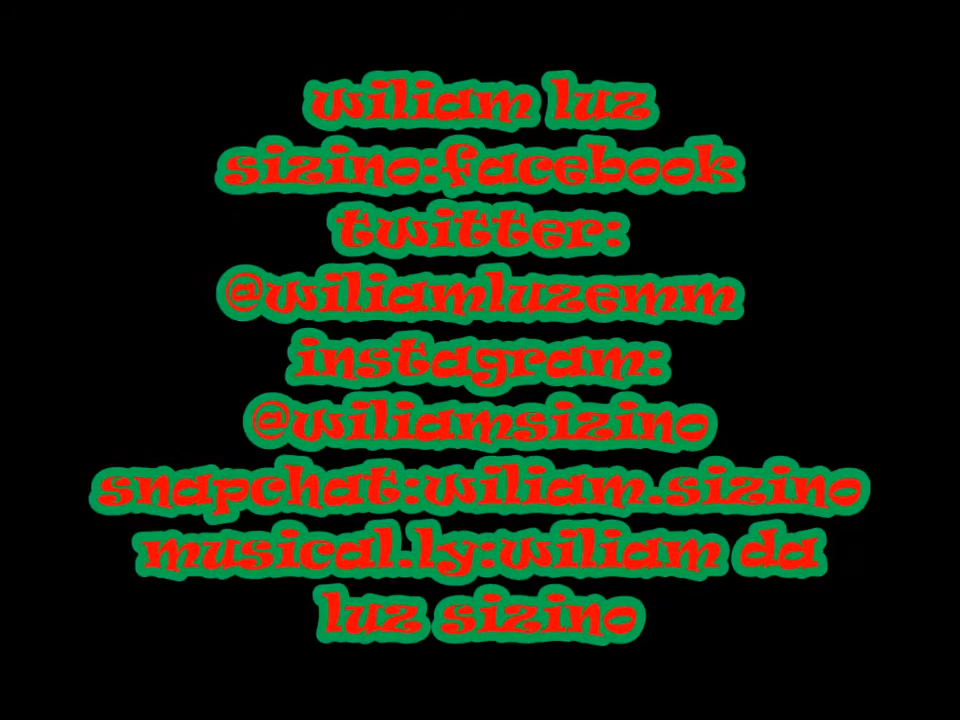 wiliam luz
sizino:facebook
twitter:
@wiliamluzemm
instagram:
@wiliamsizino
snapchat:wiliam.sizino
musical.ly:wiliam da
luz sizino